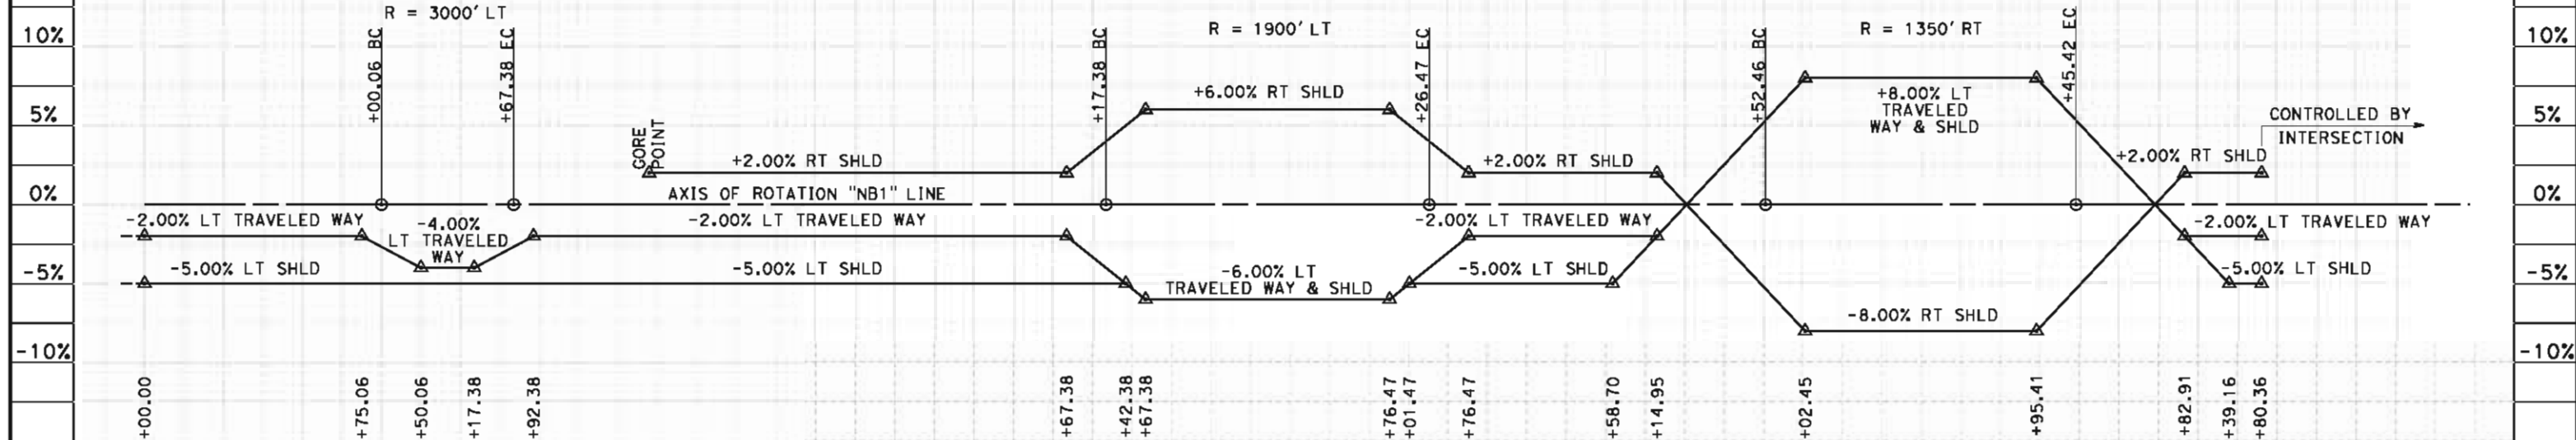 R = 3000' LT
R = 1900' LT
R = 1350' RT
10%
+00.06 BC
+67.38 EC
+17.38 BC
+26.47 EC
+52.46 BC
+45.42 EC
10%
+6.00% RT SHLD
+8.00% LT
TRAVELED
WAY & SHLD
5%
5%
CONTROLLED BY
INTERSECTION
GORE
POINT
+2.00% RT SHLD
+2.00% RT SHLD
+2.00% RT SHLD
0%
AXIS OF ROTATION "NB1" LINE
0%
-2.00% LT TRAVELED WAY
-4.00%
LT TRAVELED
WAY
-2.00% LT TRAVELED WAY
-2.00% LT TRAVELED WAY
-2.00% LT TRAVELED WAY
-5%
-5.00% LT SHLD
-5.00% LT SHLD
-6.00% LT
TRAVELED WAY & SHLD
-5.00% LT SHLD
-5.00% LT SHLD
-5%
-8.00% RT SHLD
-10%
-10%
+00.00
+75.06
+50.06
+17.38
+92.38
+67.38
+42.38
+67.38
+76.47
+01.47
+76.47
+58.70
+14.95
+02.45
+95.41
+82.91
+39.16
+80.36